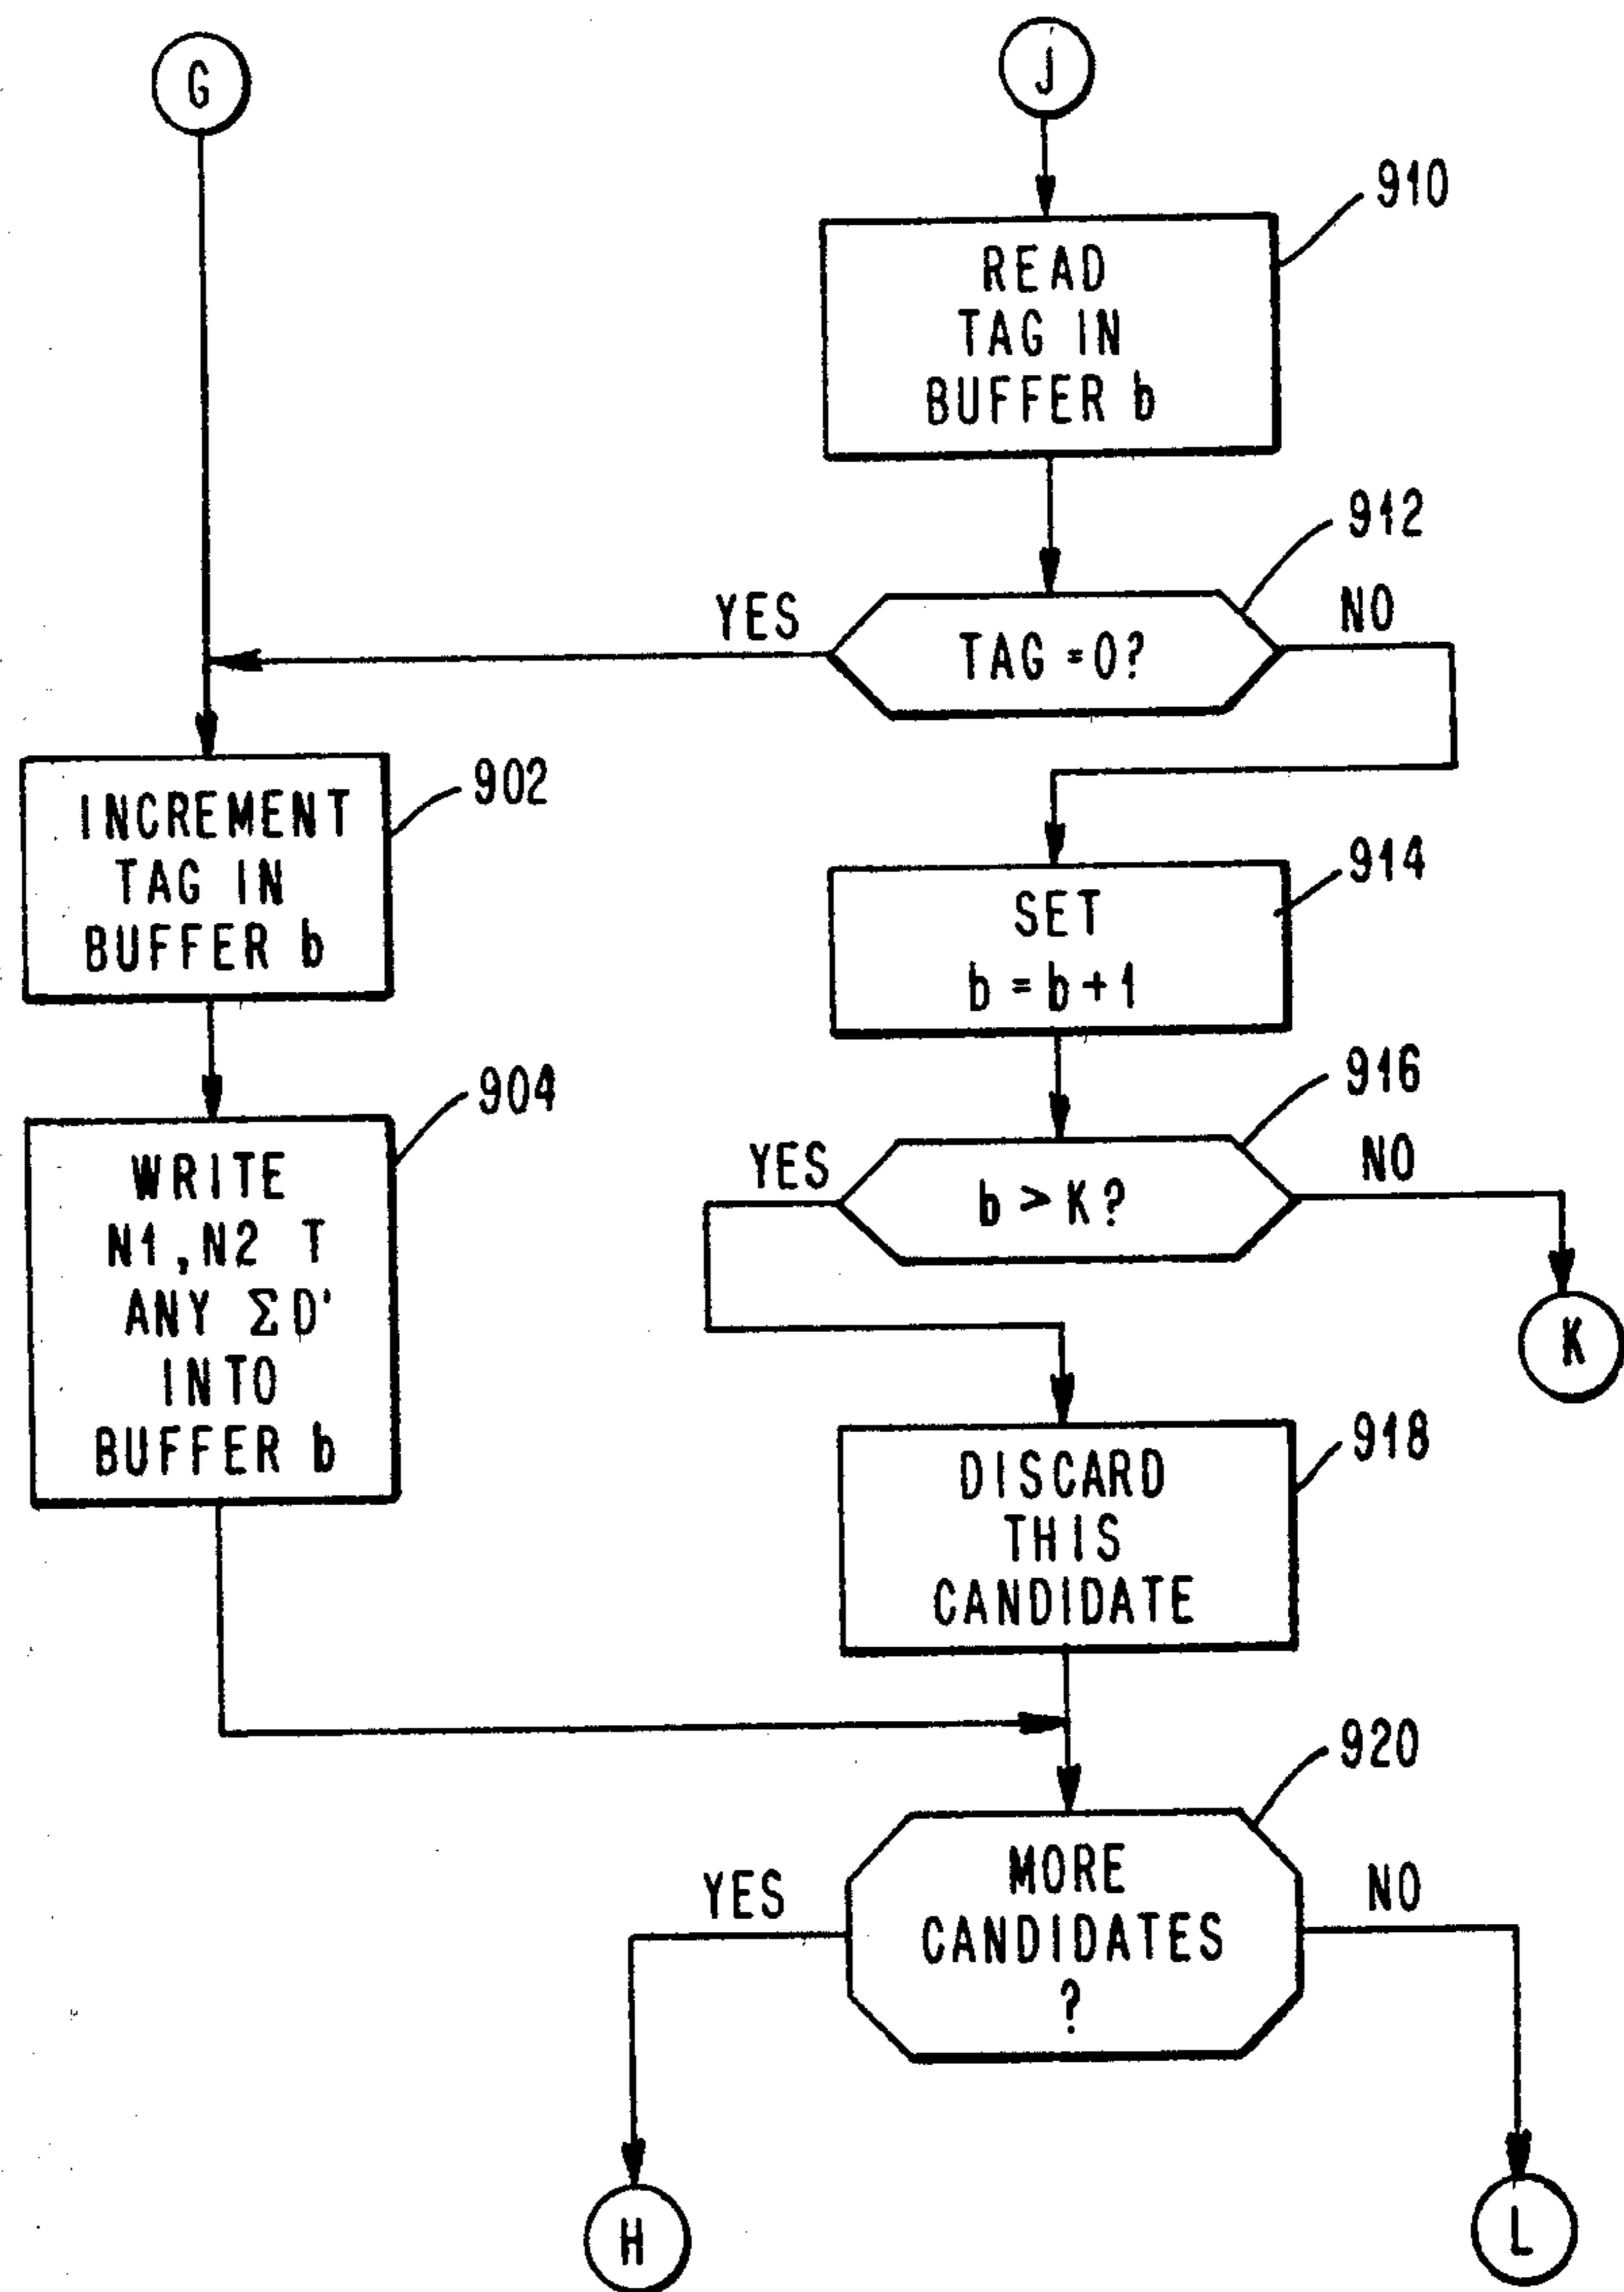 G
J
910
READ
TAG IN
BUFFER b
912
YES
TAG = 0?
NO
902
INCREMENT
TAG IN
BUFFER b
914
SET
b = b + 1
904
WRITE
N1, N2 T
ANY ΣD'
INTO
BUFFER b
916
YES
b > K?
NO
K
918
DISCARD
THIS
CANDIDATE
920
YES
MORE
CANDIDATES
?
NO
H
L